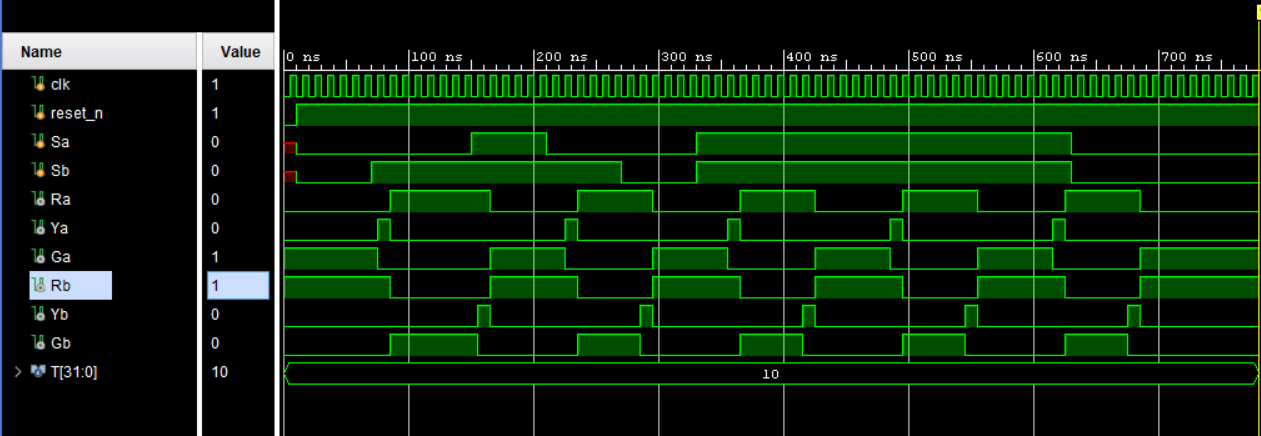 Name Value
0 ns 100 ns 200 ns 300 ns 400 ns 500 ns 600 ns 700 ns
clk 1
reset_n 1
Sa 0
Sb 0
Ra 0
Ya 0
Ga 1
Rb 1
Yb 0
Gb 0
T[31:0] 10 10